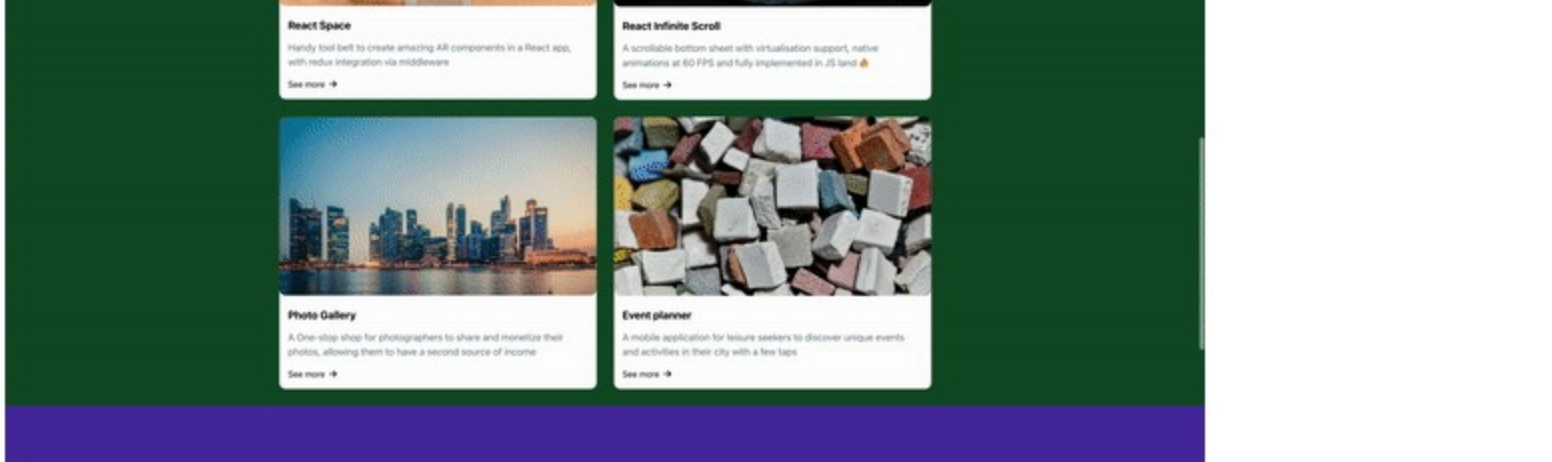 React Space
Handy tool belt to create amazing AR components in a React app,
with redux integration via middleware
See more →
React Infinite Scroll
A scrollable bottom sheet with virtualisation support, native
animations at 60 FPS and fully implemented in JS land 🔥
See more →
Photo Gallery
A One-stop shop for photographers to share and monetize their
photos, allowing them to have a second source of income
See more →
Event planner
A mobile application for leisure seekers to discover unique events
and activities in their city with a few taps
See more →